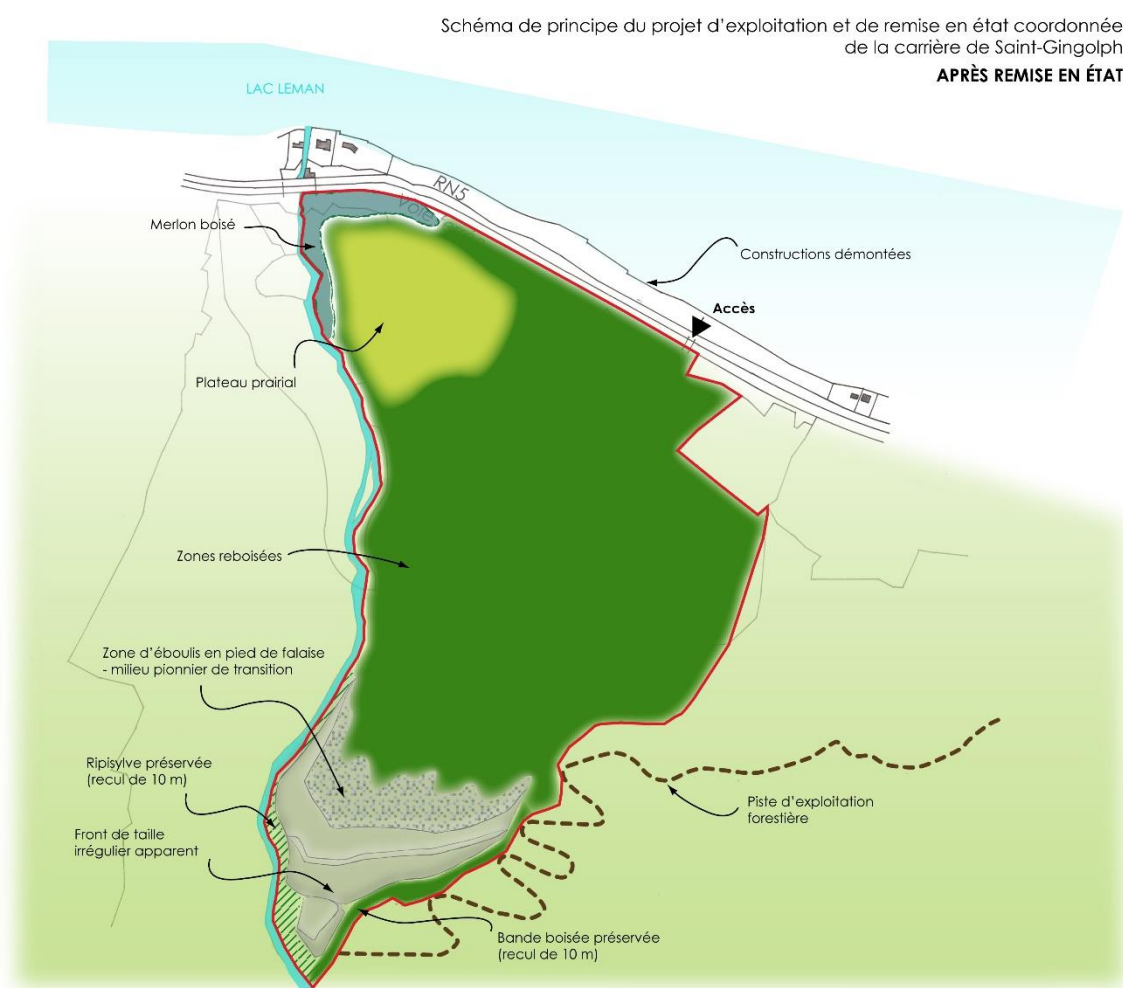 Schéma de principe du projet d'exploitation et de remise en état coordonnée
de la carrière de Saint-Gingolph
APRÈS REMISE EN ÉTAT
LAC LEMAN
RN5
Voie
Merlon boisé
Constructions démontées
Accès
Plateau prairial
Zones reboisées
Zone d'éboulis en pied de falaise
- milieu pionnier de transition
Ripisylve préservée
(recul de 10 m)
Piste d'exploitation
forestière
Front de taille
irrégulier apparent
Bande boisée préservée
(recul de 10 m)